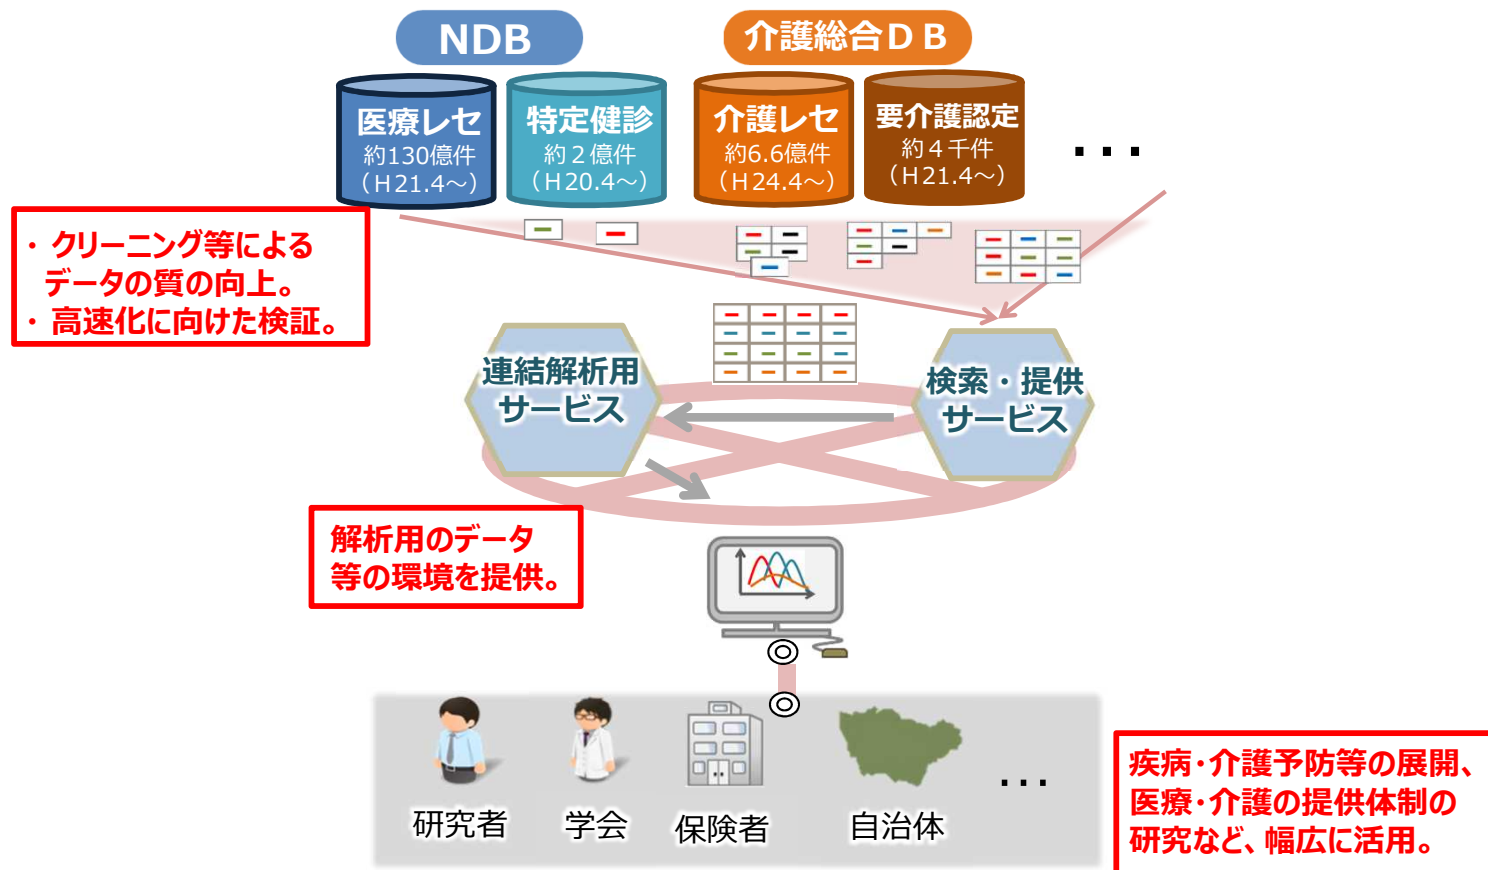 NDB
介護総合ＤＢ
医療レセ
約130億件
（Ｈ21.4～）
特定健診
約２億件
（Ｈ20.4～）
介護レセ
約6.6億件
（Ｈ24.4～）
要介護認定
約４千件
（Ｈ21.4～）
・・・
・ クリーニング等による
データの質の向上。
・ 高速化に向けた検証。
連結解析用
サービス
検索・提供
サービス
解析用のデータ
等の環境を提供。
研究者
学会
保険者
自治体
・・・
疾病・介護予防等の展開、
医療・介護の提供体制の
研究など、幅広に活用。